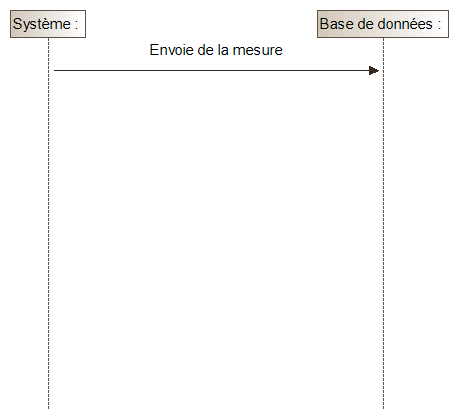 Système :
Base de données :
Envoie de la mesure